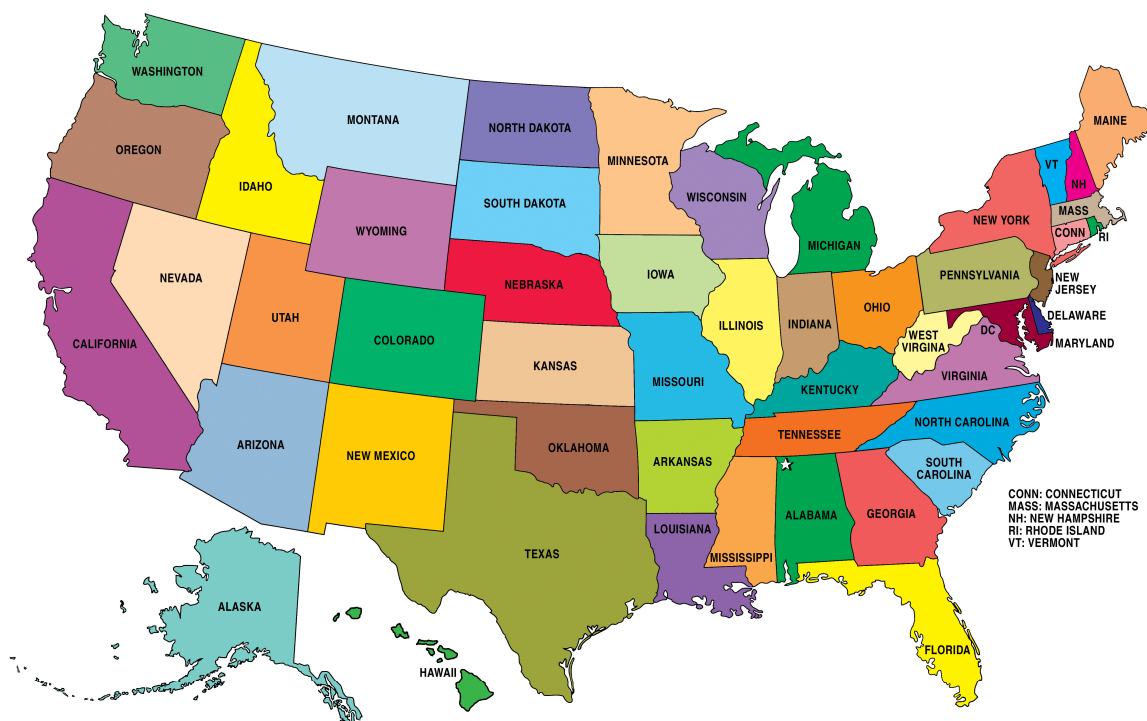 WASHINGTON
MONTANA
NORTH DAKOTA
MINNESOTA
MAINE
OREGON
IDAHO
VT
NH
WISCONSIN
SOUTH DAKOTA
MASS
NEW YORK
CONN
RI
WYOMING
MICHIGAN
NEVADA
IOWA
PENNSYLVANIA
NEBRASKA
NEW
JERSEY
OHIO
UTAH
ILLINOIS
INDIANA
DELAWARE
DC
WEST
VIRGINA
MARYLAND
CALIFORNIA
COLORADO
KANSAS
MISSOURI
KENTUCKY
VIRGINIA
NORTH CAROLINA
TENNESSEE
ARIZONA
NEW MEXICO
OKLAHOMA
ARKANSAS
SOUTH
CAROLINA
CONN: CONNECTICUT
MASS: MASSACHUSETTS
NH: NEW HAMPSHIRE
RI: RHODE ISLAND
VT: VERMONT
ALABAMA
GEORGIA
LOUISIANA
TEXAS
MISSISSIPPI
ALASKA
FLORIDA
HAWAII